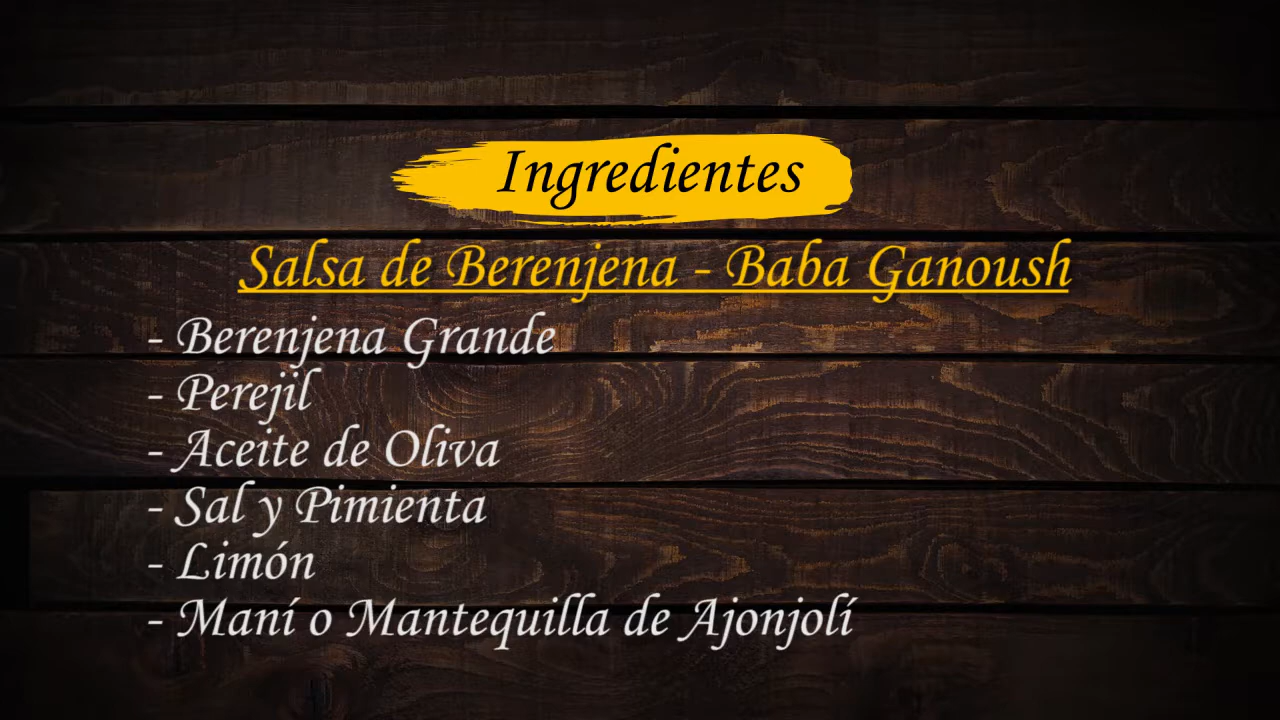 Ingredientes
Salsa de Berenjena - Baba Ganoush
- Berenjena Grande
- Perejil
- Aceite de Oliva
- Sal y Pimienta
- Limón
- Maní o Mantequilla de Ajonjolí